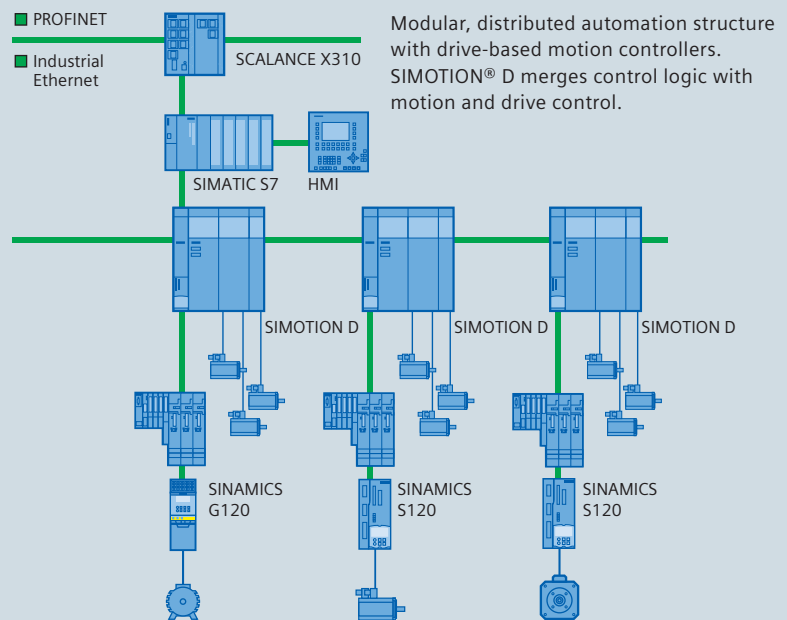 PROFINET
Industrial
Ethernet
SCALANCE X310
Modular, distributed automation structure
with drive-based motion controllers.
SIMOTION® D merges control logic with
motion and drive control.
SIMATIC S7
HMI
SIMOTION D
SIMOTION D
SIMOTION D
SINAMICS
G120
SINAMICS
S120
SINAMICS
S120